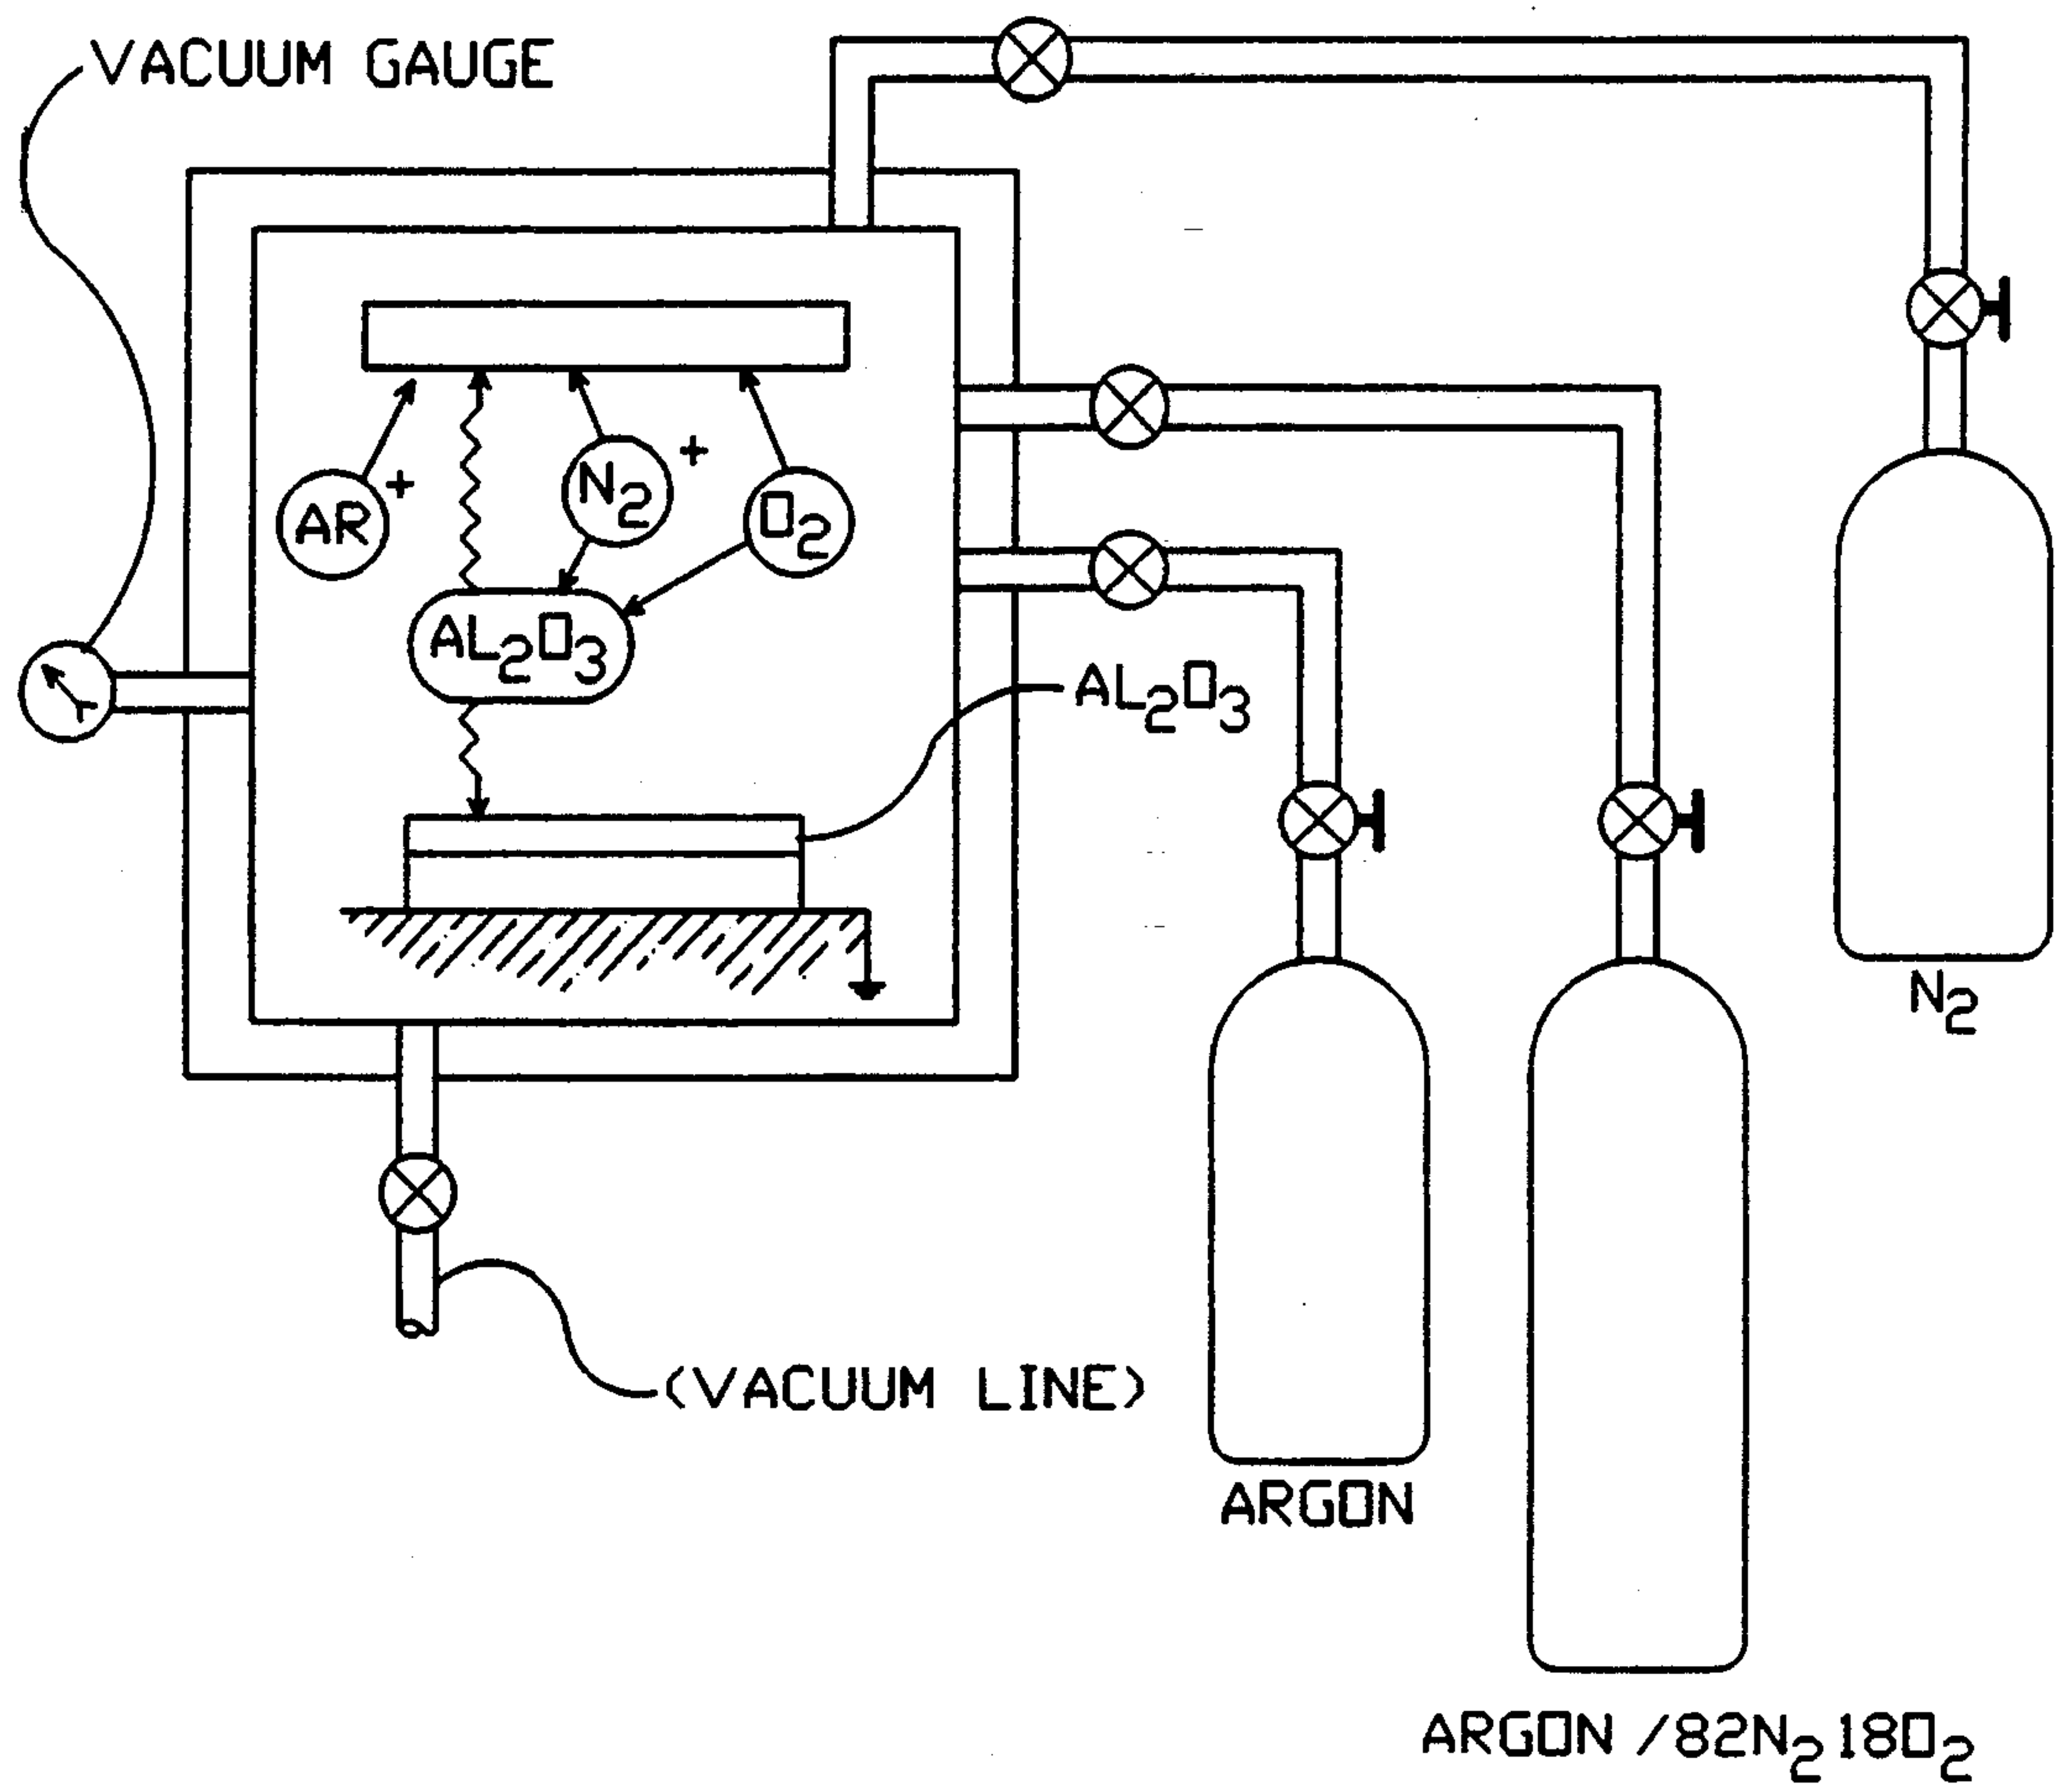 VACUUM GAUGE
AR +
N2 +
O2
AL2O3
AL2O3
N2
(VACUUM LINE)
ARGON
ARGON /82N2 18O2